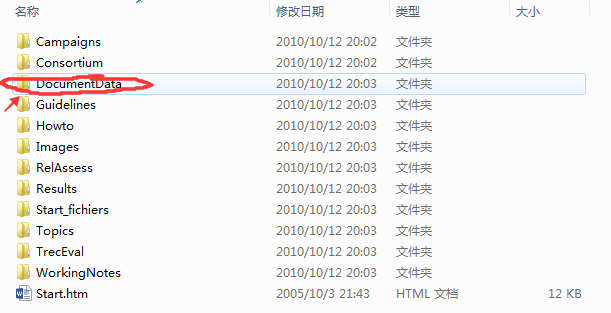 名称 修改日期 类型 大小
Campaigns 2010/10/12 20:02 文件夹
Consortium 2010/10/12 20:02 文件夹
DocumentData 2010/10/12 20:03 文件夹
Guidelines 2010/10/12 20:03 文件夹
Howto 2010/10/12 20:03 文件夹
Images 2010/10/12 20:03 文件夹
RelAssess 2010/10/12 20:03 文件夹
Results 2010/10/12 20:03 文件夹
Start_fichiers 2010/10/12 20:03 文件夹
Topics 2010/10/12 20:03 文件夹
TrecEval 2010/10/12 20:03 文件夹
WorkingNotes 2010/10/12 20:03 文件夹
Start.htm 2005/10/3 21:43 HTML 文档 12 KB